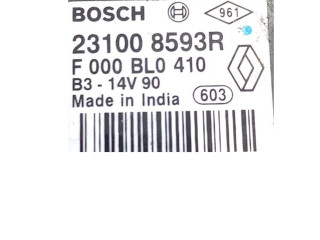 BOSCH 961
23100 8593R
F 000 BL0 410
B3 - 14V 90
Made in India 603